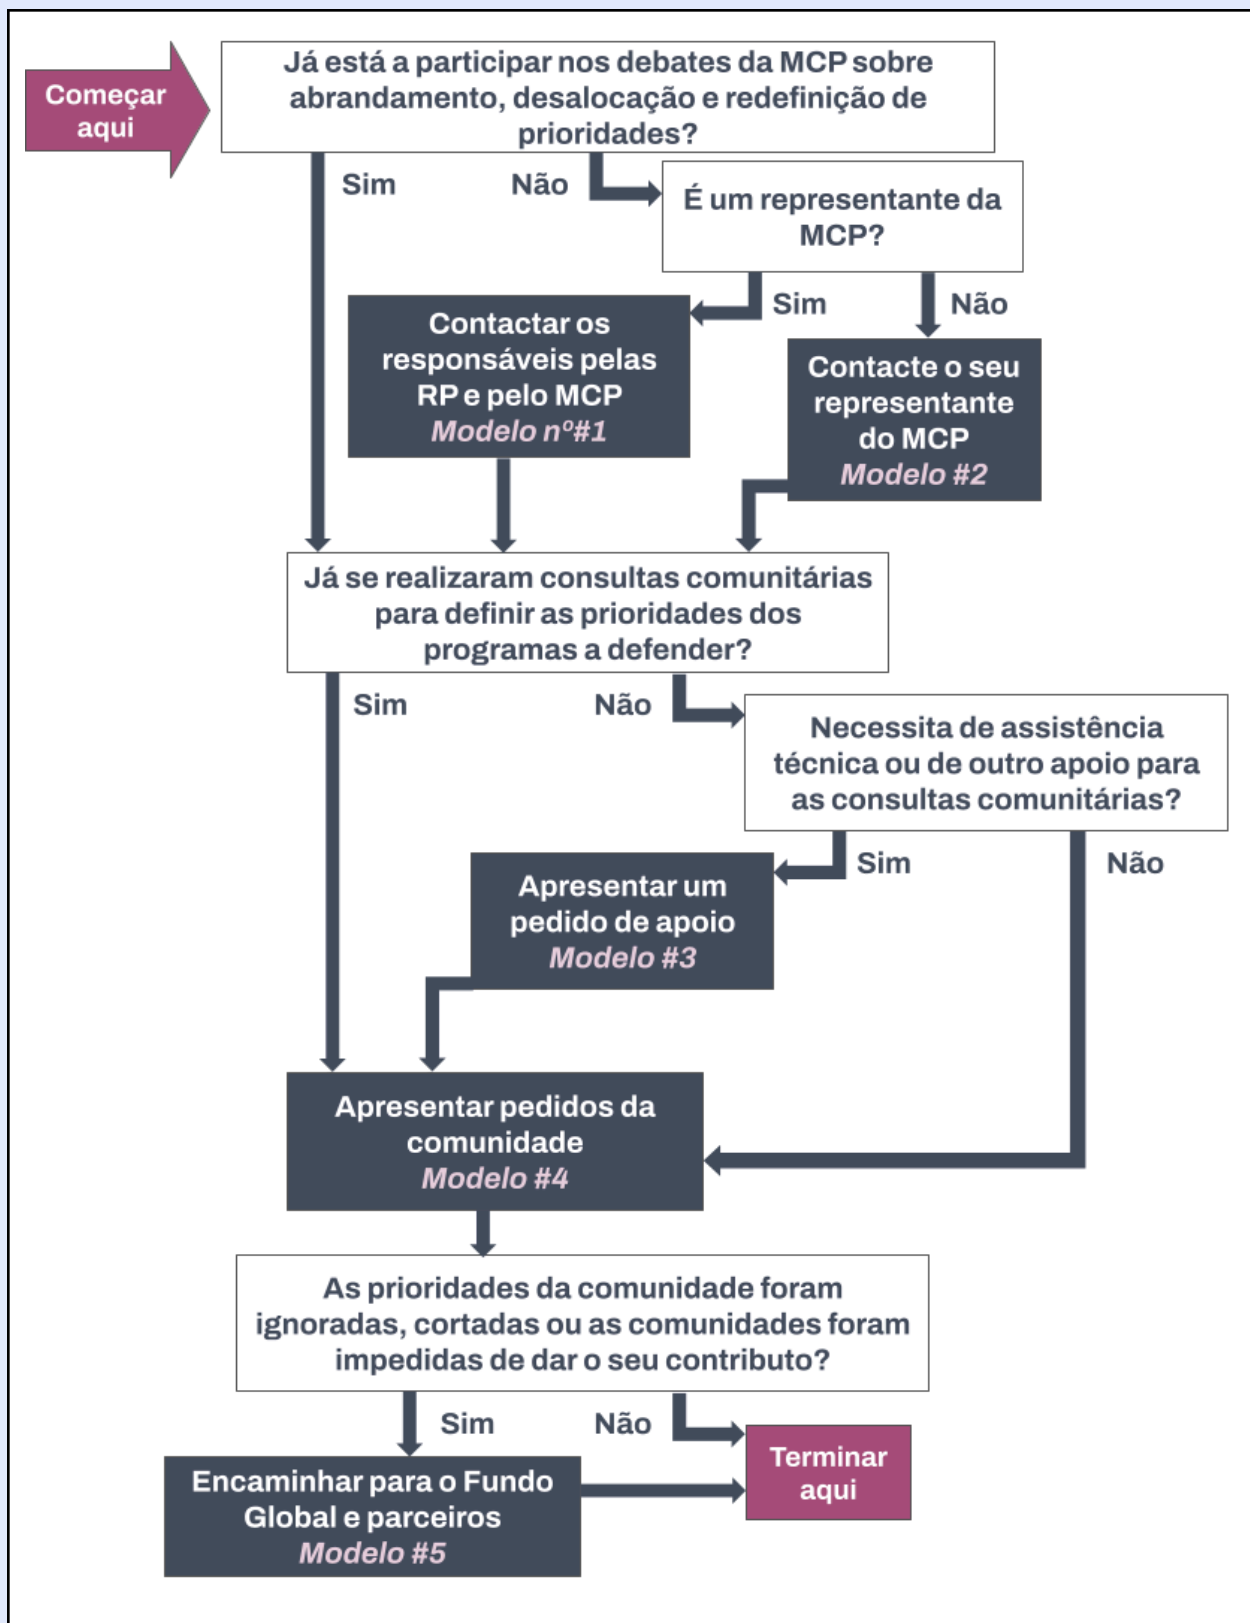 Começar
aqui
Já está a participar nos debates da MCP sobre
abrandamento, desalocação e redefinição de
prioridades?
Sim
Não
É um representante da
MCP?
Sim
Não
Contactar os
responsáveis pelas
RP e pelo MCP
Modelo nº#1
Contacte o seu
representante
do MCP
Modelo #2
Já se realizaram consultas comunitárias
para definir as prioridades dos
programas a defender?
Sim
Não
Necessita de assistência
técnica ou de outro apoio para
as consultas comunitárias?
Sim
Não
Apresentar um
pedido de apoio
Modelo #3
Apresentar pedidos da
comunidade
Modelo #4
As prioridades da comunidade foram
ignoradas, cortadas ou as comunidades foram
impedidas de dar o seu contributo?
Sim
Não
Encaminhar para o Fundo
Global e parceiros
Modelo #5
Terminar
aqui